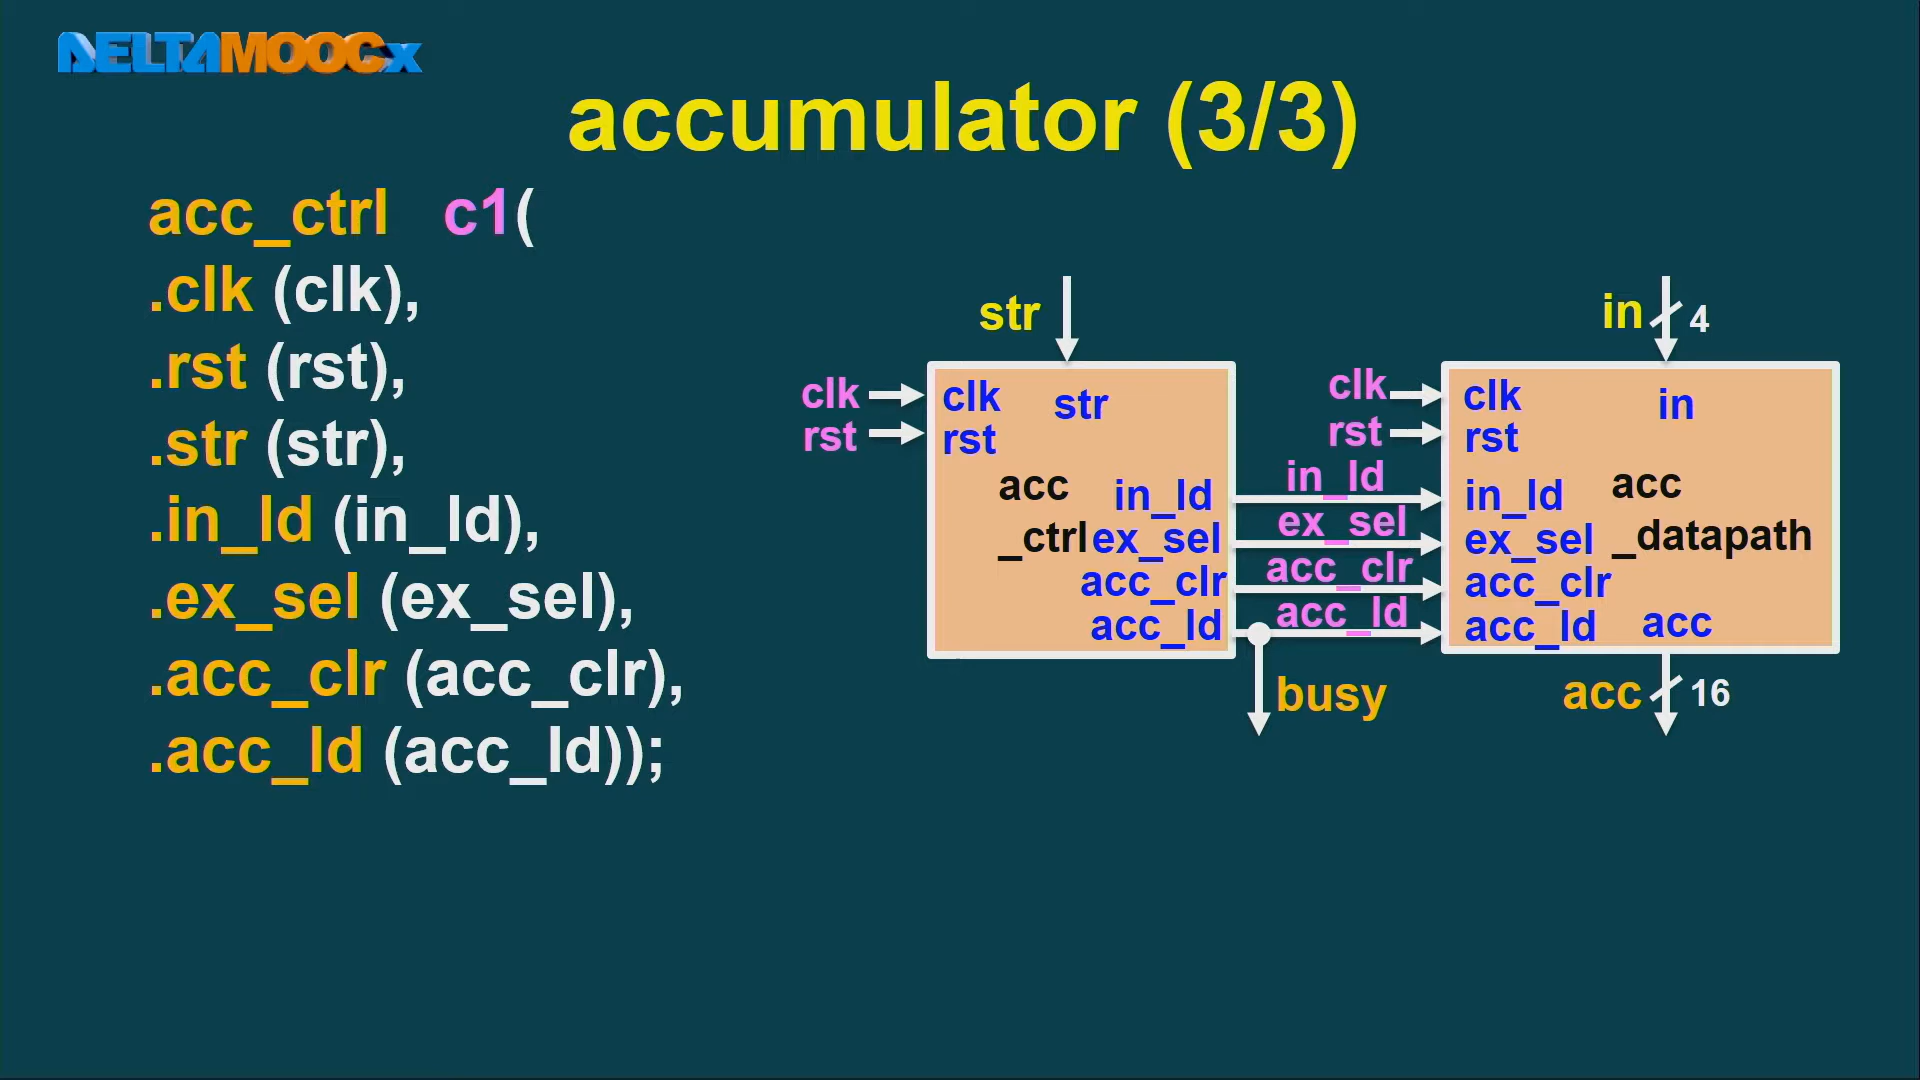 DELTAMOOCx
accumulator (3/3)
acc_ctrl c1(
.clk (clk),
.rst (rst),
.str (str),
.in_ld (in_ld),
.ex_sel (ex_sel),
.acc_clr (acc_clr),
.acc_ld (acc_ld));
str
clk
rst
clk
rst
str
acc
_ctrl
in_ld
ex_sel
acc_clr
acc_ld
clk
rst
in_ld
ex_sel
acc_clr
acc_ld
busy
in
4
clk
rst
in
in_ld
ex_sel
acc_clr
acc_ld
acc
_datapath
acc
acc
16